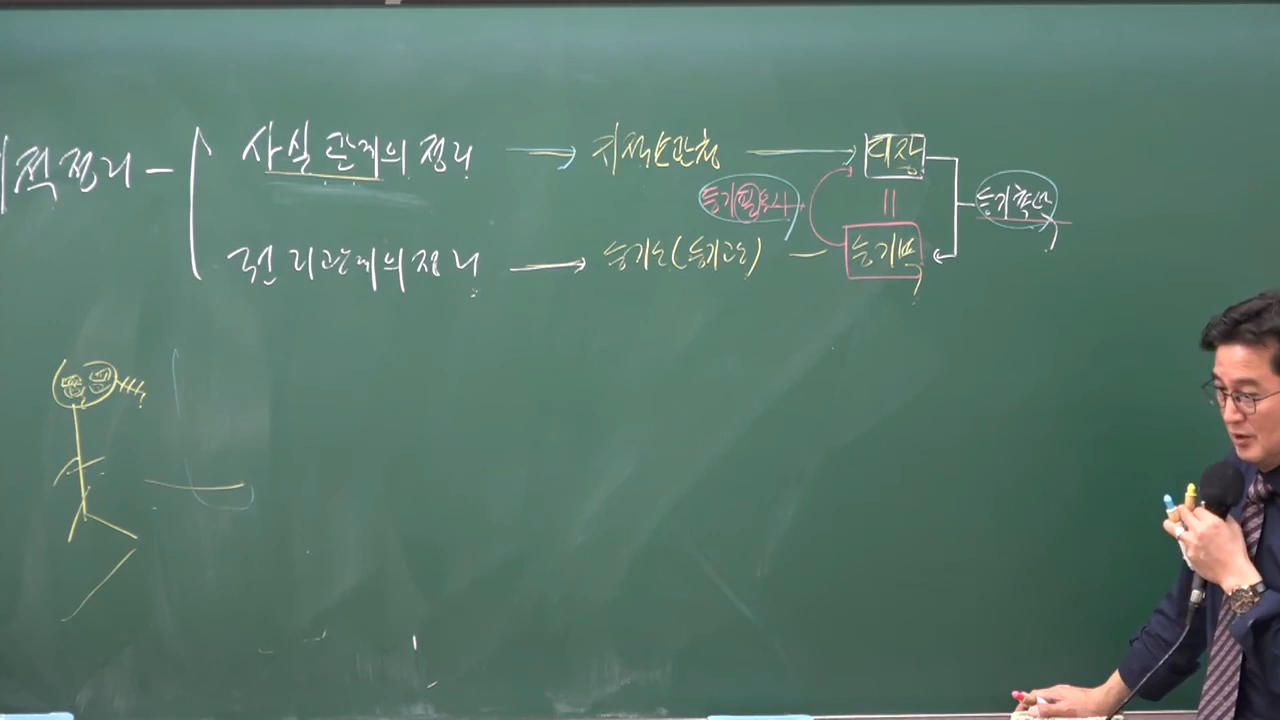 지적정리 - 사실 관계의 정리 → 지적소관청 → 대장
등기필통지 등기촉탁
권리관계의 정리 → 등기소(등기관) - 등기부